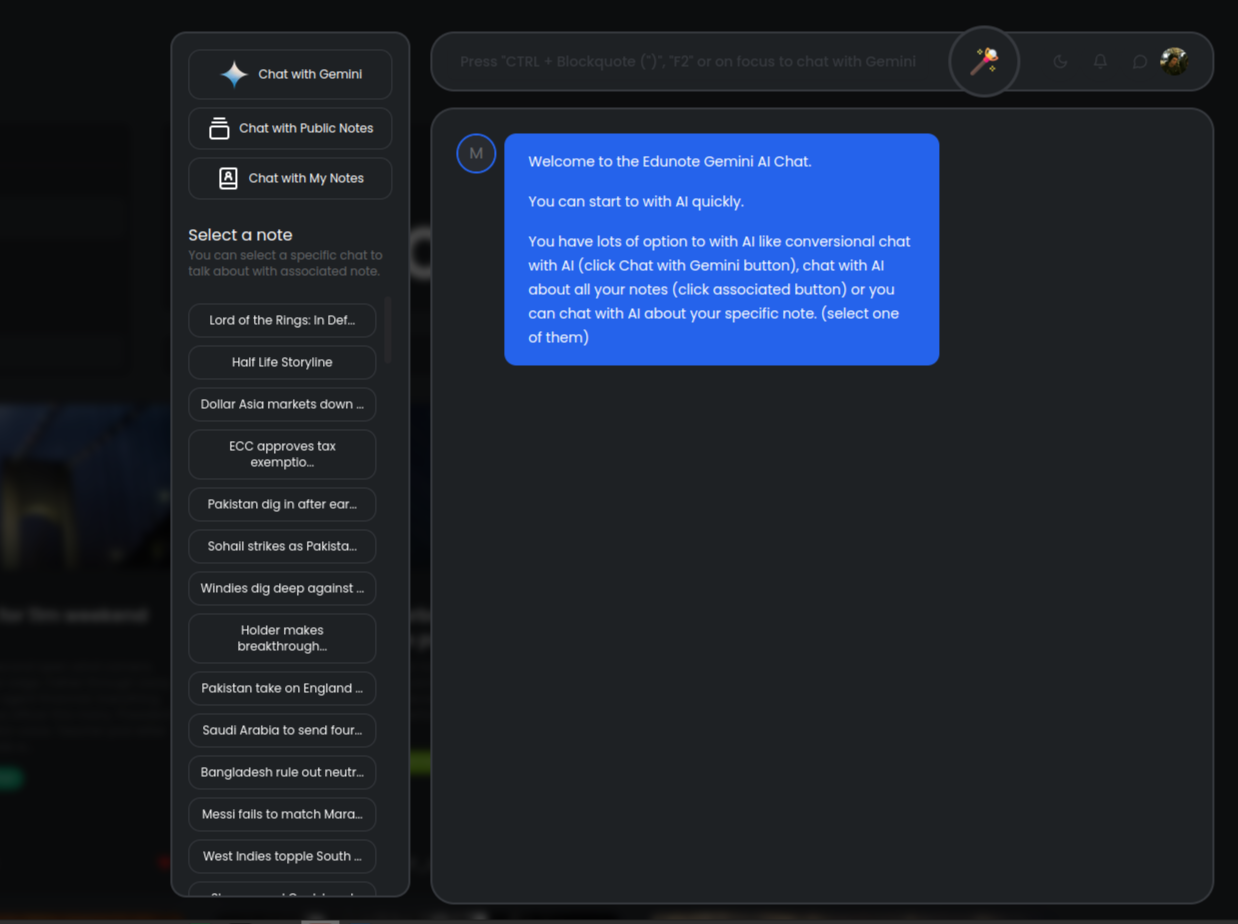 Chat with Gemini
Chat with Public Notes
Chat with My Notes
Select a note
You can select a specific chat to
talk about with associated note.
Lord of the Rings: In Def...
Half Life Storyline
Dollar Asia markets down ...
ECC approves tax
exemptio...
Pakistan dig in after ear...
Sohail strikes as Pakista...
Windies dig deep against ...
Holder makes
breakthrough...
Pakistan take on England ...
Saudi Arabia to send four...
Bangladesh rule out neutr...
Messi fails to match Mara...
West Indies topple South ...
Press "CTRL + Blockquote (")", "F2" or on focus to chat with Gemini
M
Welcome to the Edunote Gemini AI Chat.
You can start to with AI quickly.
You have lots of option to with AI like conversional chat
with AI (click Chat with Gemini button), chat with AI
about all your notes (click associated button) or you
can chat with AI about your specific note. (select one
of them)